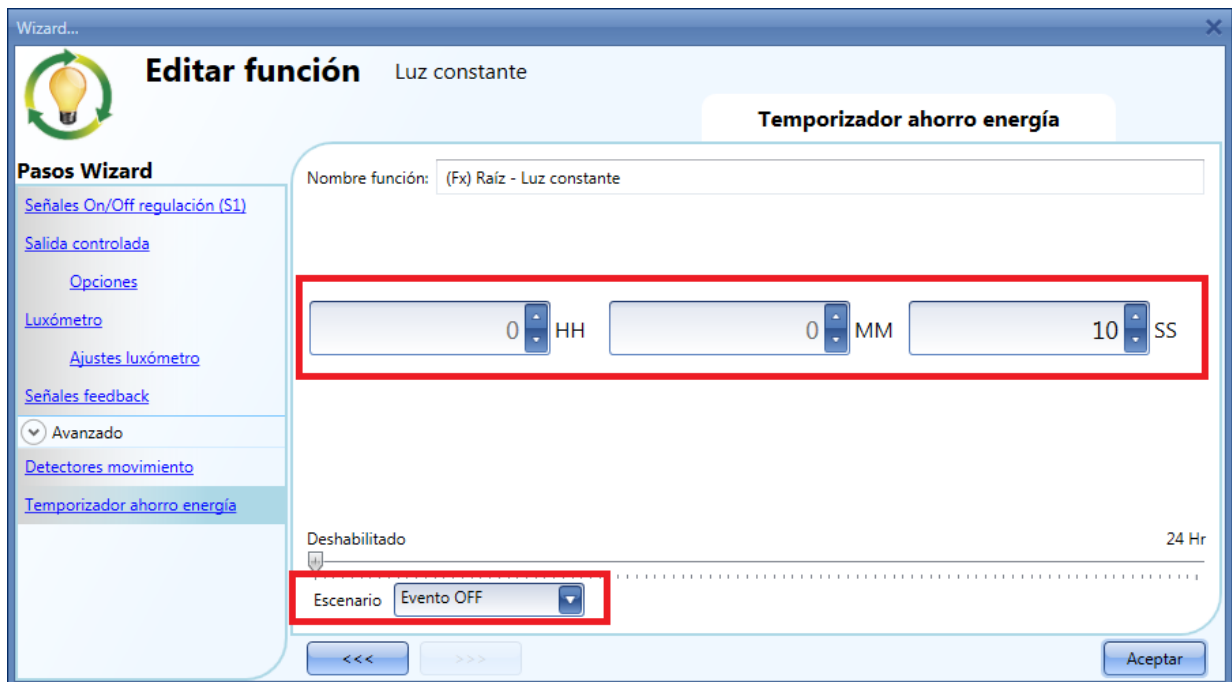 Wizard...
Editar función Luz constante
Temporizador ahorro energía
Pasos Wizard
Señales On/Off regulación (S1)
Salida controlada
Opciones
Luxómetro
Ajustes luxómetro
Señales feedback
Avanzado
Detectores movimiento
Temporizador ahorro energía
Nombre función: (Fx) Raíz - Luz constante
0 HH 0 MM 10 SS
Deshabilitado 24 Hr
Escenario Evento OFF
<<< >>> Aceptar